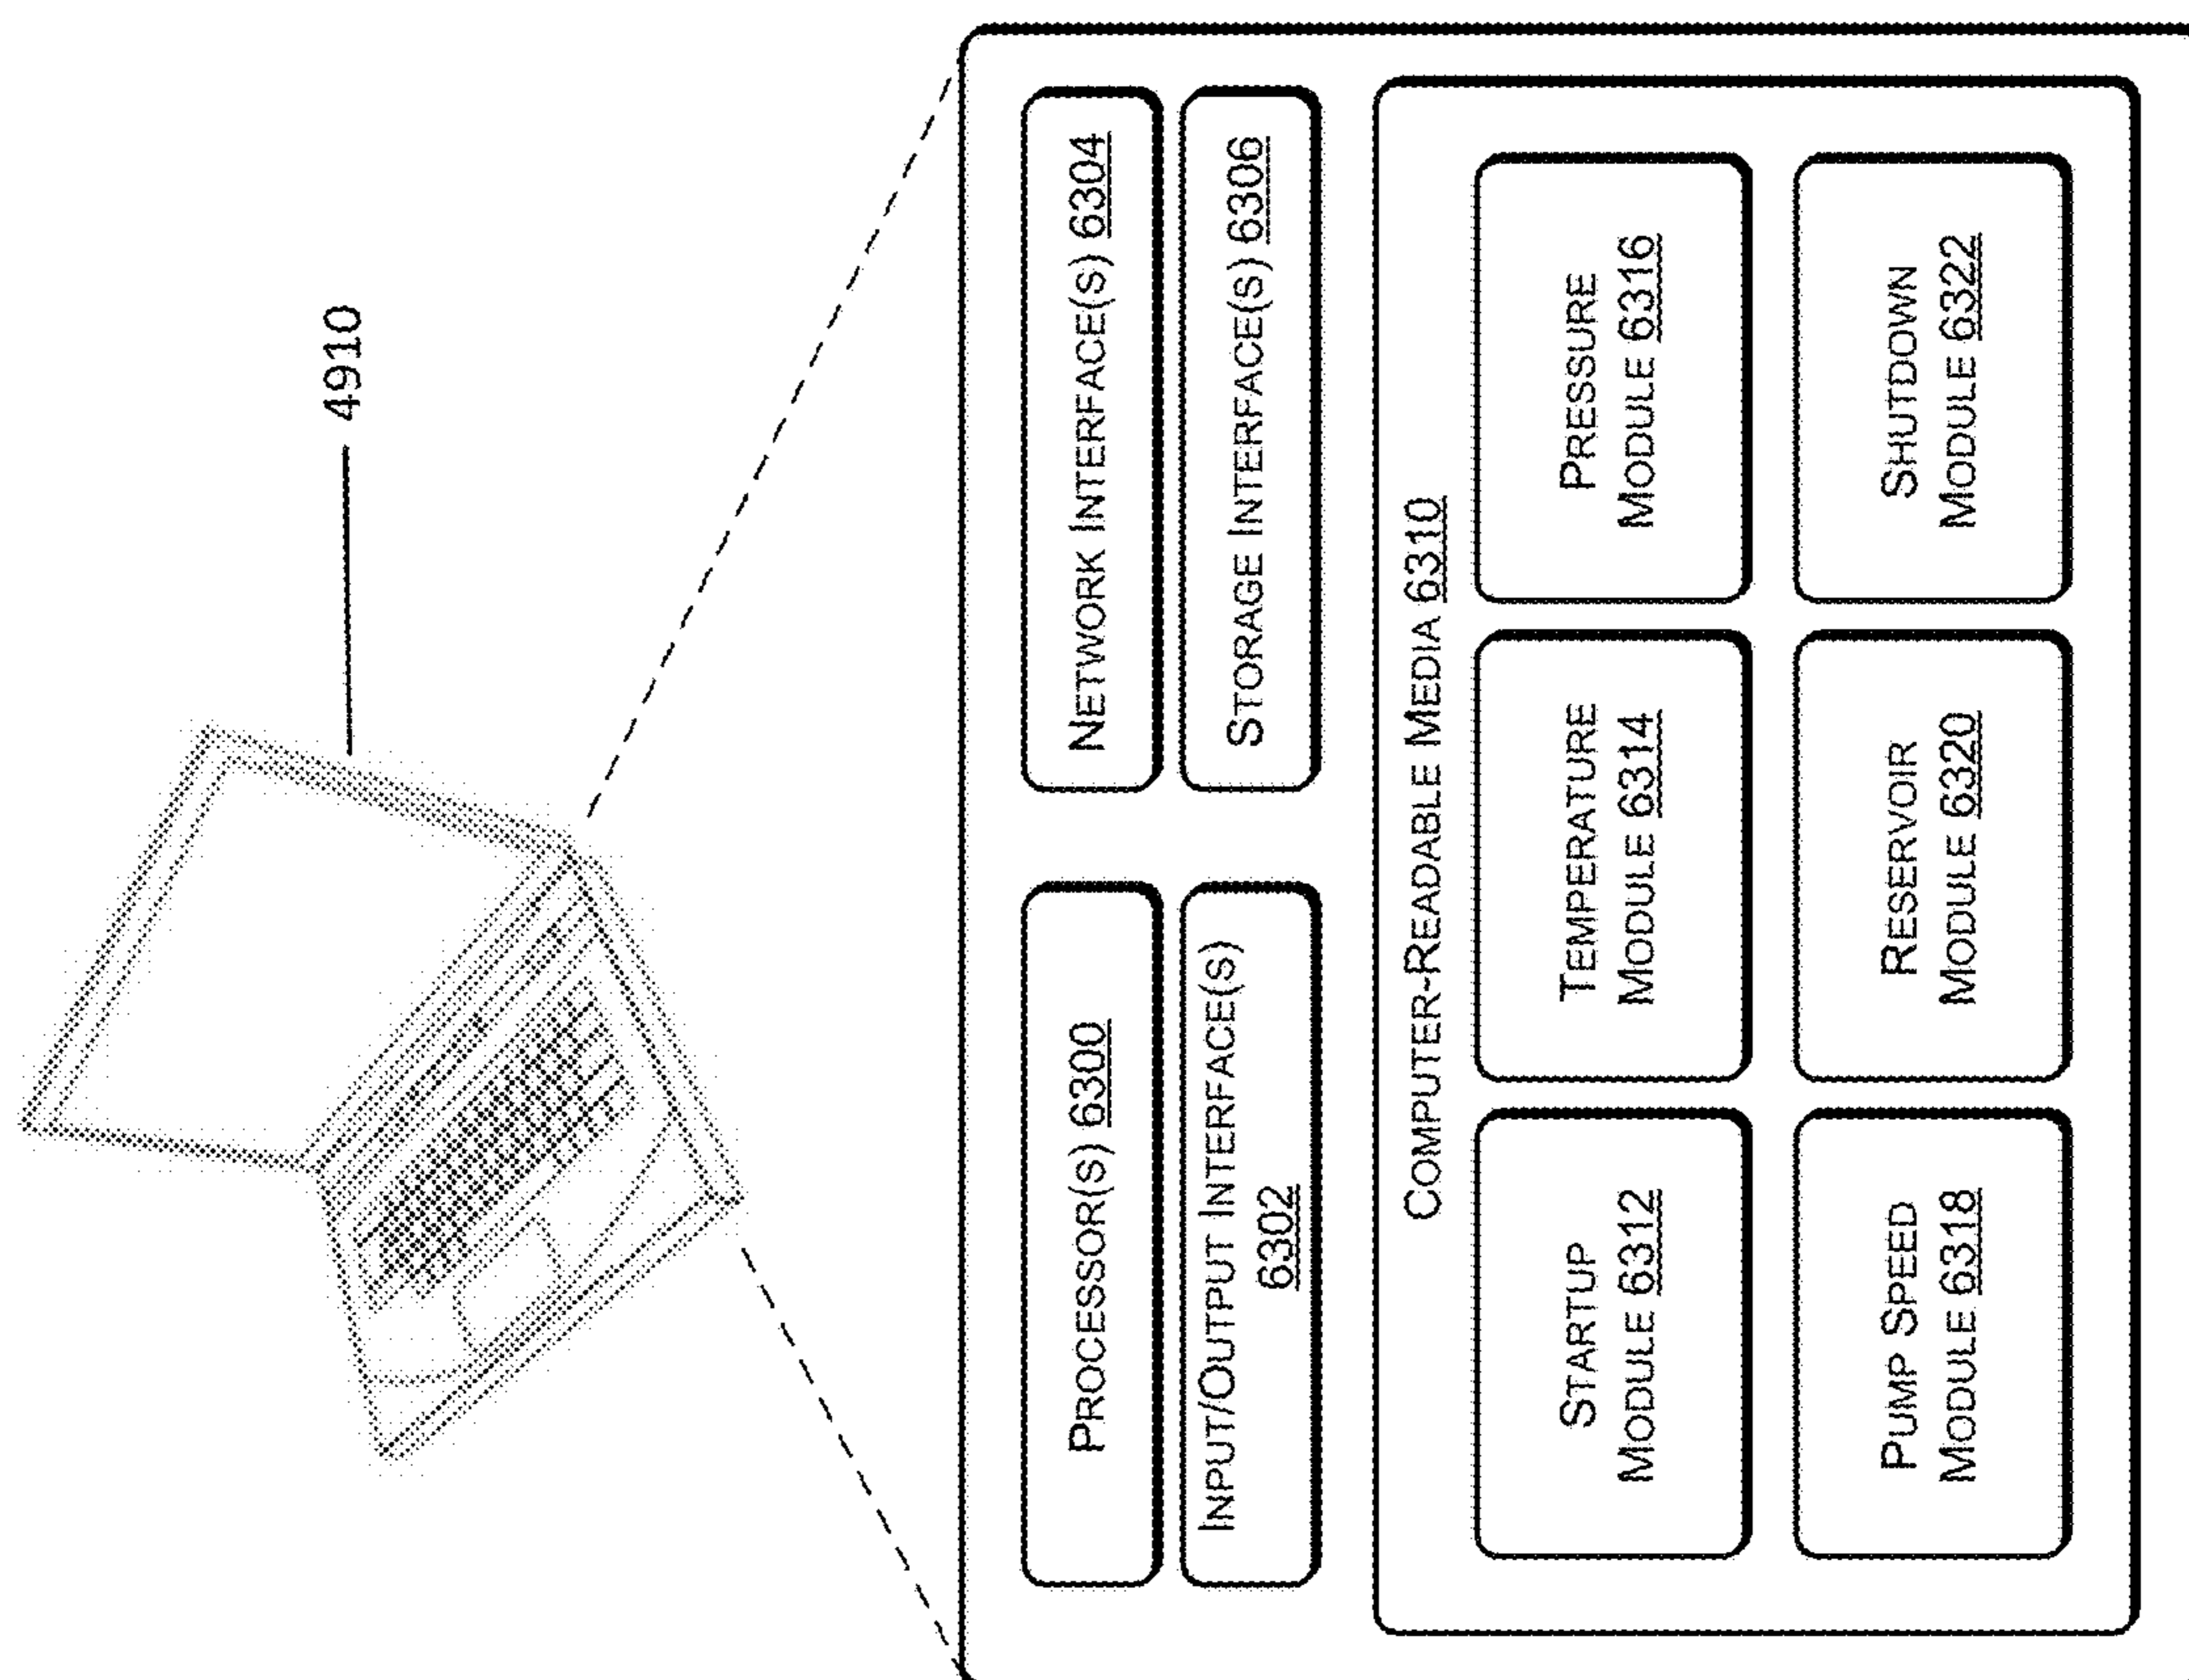 4910
PROCESSOR(S) 6300
NETWORK INTERFACE(S) 6304
INPUT/OUTPUT INTERFACE(S)
6302
STORAGE INTERFACE(S) 6306
COMPUTER-READABLE MEDIA 6310
STARTUP
MODULE 6312
TEMPERATURE
MODULE 6314
PRESSURE
MODULE 6316
PUMP SPEED
MODULE 6318
RESERVOIR
MODULE 6320
SHUTDOWN
MODULE 6322